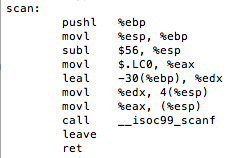 scan:
pushl %ebp
movl %esp, %ebp
subl $56, %esp
movl $.LC0, %eax
leal -30(%ebp), %edx
movl %edx, 4(%esp)
movl %eax, (%esp)
call __isoc99_scanf
leave
ret